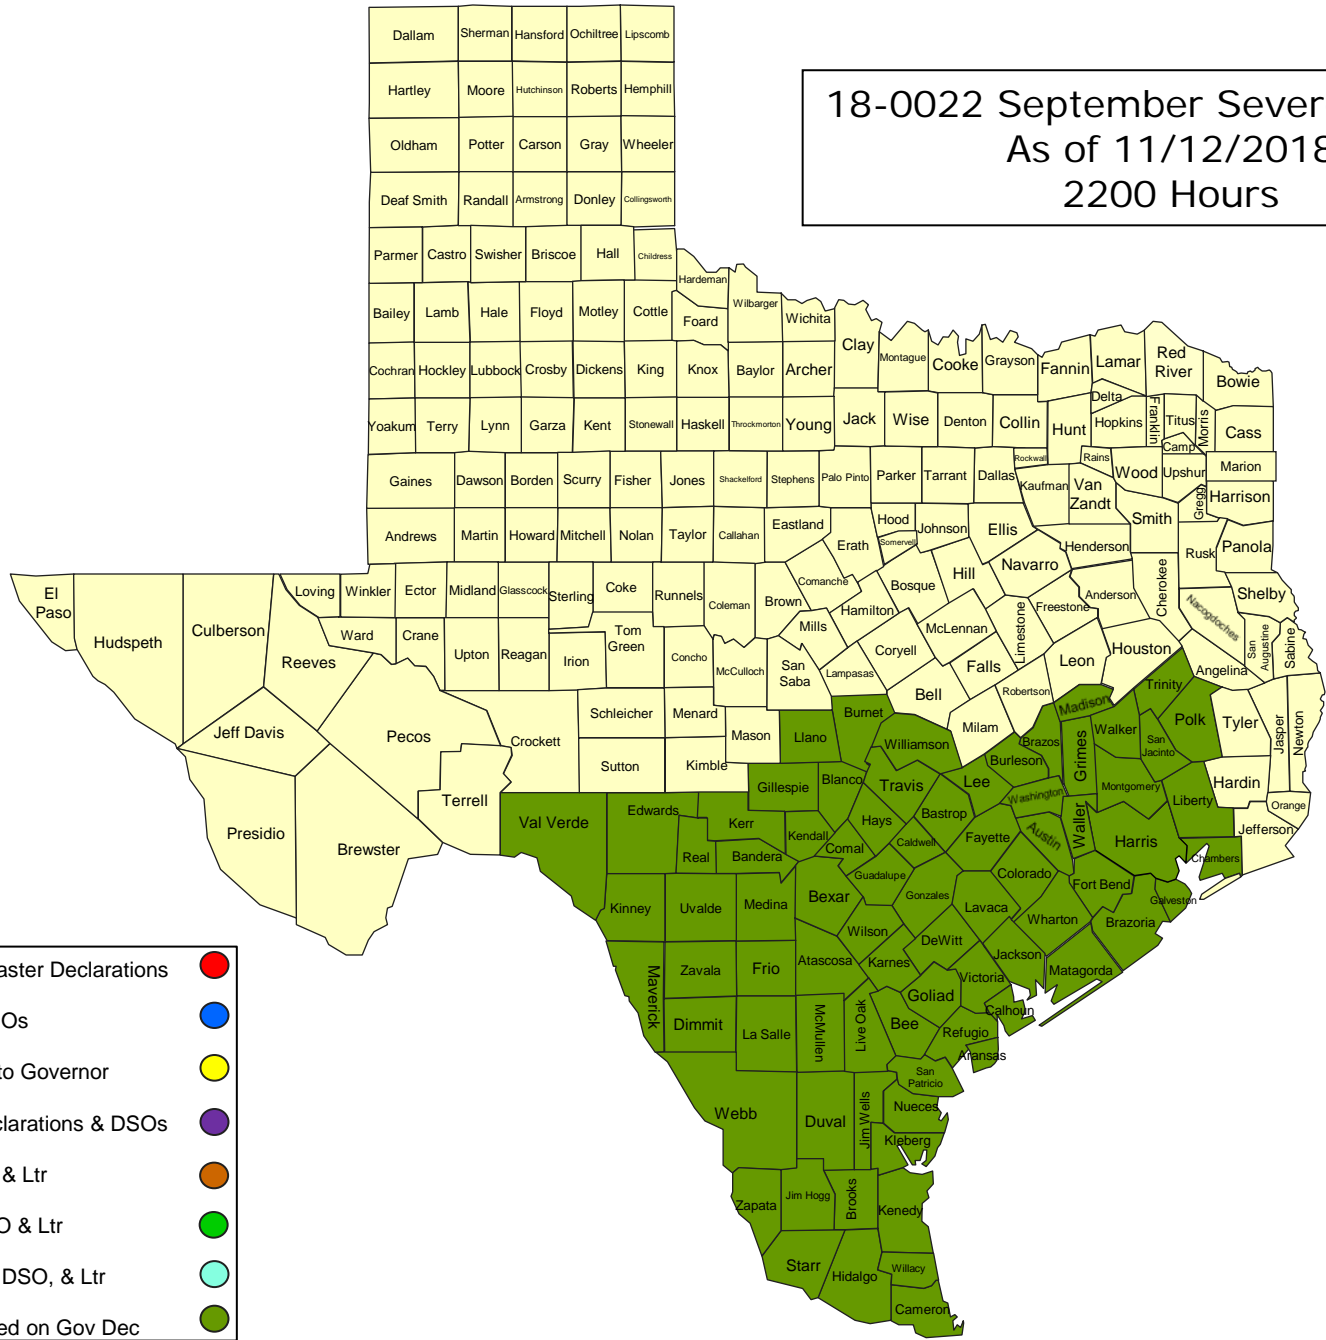 Dallam Sherman Hansford Ochiltree Lipscomb
Hartley Moore Hutchinson Roberts Hemphill
18-0022 September Sever
As of 11/12/2018
2200 Hours
Oldham Potter Carson Gray Wheeler
Deaf Smith Randall Armstrong Donley Collingsworth
Parmer Castro Swisher Briscoe Hall Childress
Hardeman
Wilbarger
Bailey Lamb Hale Floyd Motley Cottle Foard Wichita
Clay Montague Cooke Grayson Fannin Lamar Red
River
Bowie
Cochran Hockley Lubbock Crosby Dickens King Knox Baylor Archer
Delta
Yoakum Terry Lynn Garza Kent Stonewall Haskell Throckmorton Young Jack Wise Denton Collin Hunt Hopkins Franklin Titus Morris Cass
Camp
Rockwall Rains
Gaines Dawson Borden Scurry Fisher Jones Shackelford Stephens Palo Pinto Parker Tarrant Dallas Kaufman Van
Zandt
Wood Upshur Marion
Gregg Harrison
Andrews Martin Howard Mitchell Nolan Taylor Callahan Eastland Erath Hood Somervell Johnson Ellis Henderson Smith Rusk Panola
El
Paso
Hudspeth Culberson Loving Winkler Ector Midland Glasscock Sterling Coke Runnels Coleman Brown Comanche Bosque Hill Navarro Anderson Cherokee Shelby
Hamilton Freestone Nacogdoches
Reeves Ward Crane Upton Reagan Irion Tom
Green
Concho McCulloch San
Saba
Mills Lampasas Coryell McLennan Limestone Falls Leon Houston Angelina San
Augustine
Sabine
Bell Robertson Trinity
Jeff Davis Pecos Crockett Schleicher Menard Mason Llano Burnet Williamson Milam Brazos Madison Grimes Walker San
Jacinto
Polk Tyler Jasper Newton
Sutton Kimble Gillespie Blanco Travis Lee Burleson Washington Montgomery Liberty Hardin Orange
Presidio Brewster Terrell Val Verde Edwards Kerr Kendall Hays Bastrop Fayette Austin Waller Harris Jefferson
Real Bandera Comal Caldwell Chambers
Kinney Uvalde Medina Bexar Guadalupe Gonzales Lavaca Colorado Fort Bend Galveston
Wilson Wharton Brazoria
Maverick Zavala Frio Atascosa Karnes DeWitt Jackson Matagorda
Victoria
Dimmit La Salle McMullen Live Oak Bee Goliad Calhoun
Refugio
Aransas
San
Patricio
Webb Duval Jim Wells Nueces
Kleberg
Zapata Jim Hogg Brooks Kenedy
Starr Hidalgo Willacy
Cameron
aster Declarations
Os
to Governor
clarations & DSOs
& Ltr
O & Ltr
DSO, & Ltr
ed on Gov Dec